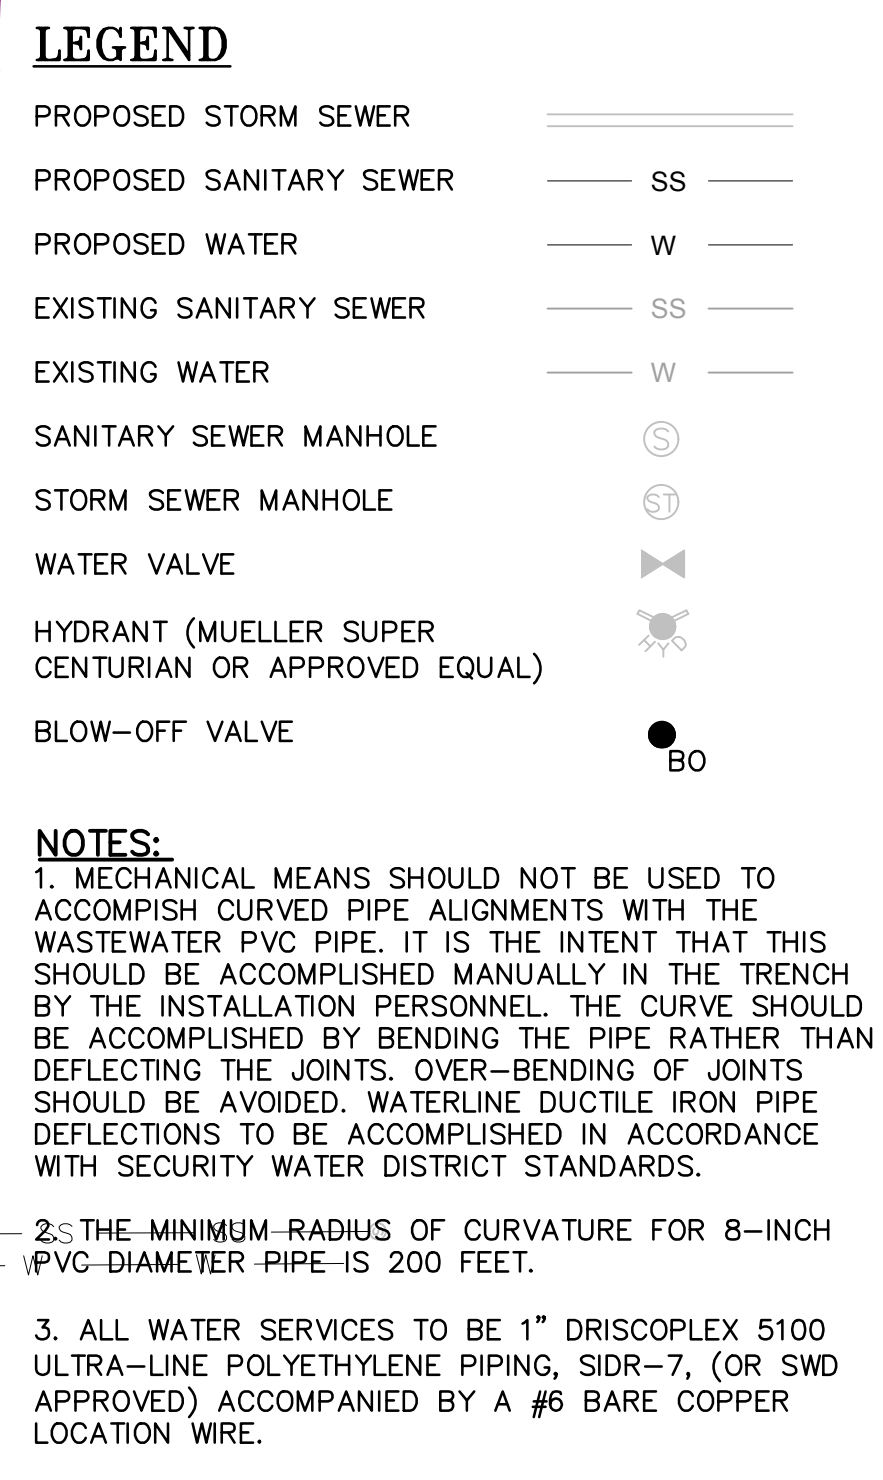 LEGEND
PROPOSED STORM SEWER
PROPOSED SANITARY SEWER SS
PROPOSED WATER W
EXISTING SANITARY SEWER SS
EXISTING WATER W
SANITARY SEWER MANHOLE S
STORM SEWER MANHOLE ST
WATER VALVE
HYDRANT (MUELLER SUPER
CENTURIAN OR APPROVED EQUAL) HYD
BLOW-OFF VALVE
BO
NOTES:
1. MECHANICAL MEANS SHOULD NOT BE USED TO
ACCOMPISH CURVED PIPE ALIGNMENTS WITH THE
WASTEWATER PVC PIPE. IT IS THE INTENT THAT THIS
SHOULD BE ACCOMPLISHED MANUALLY IN THE TRENCH
BY THE INSTALLATION PERSONNEL. THE CURVE SHOULD
BE ACCOMPLISHED BY BENDING THE PIPE RATHER THAN
DEFLECTING THE JOINTS. OVER-BENDING OF JOINTS
SHOULD BE AVOIDED. WATERLINE DUCTILE IRON PIPE
DEFLECTIONS TO BE ACCOMPLISHED IN ACCORDANCE
WITH SECURITY WATER DISTRICT STANDARDS.
SS SS S
2. THE MINIMUM RADIUS OF CURVATURE FOR 8-INCH
W W
PVC DIAMETER PIPE IS 200 FEET.
3. ALL WATER SERVICES TO BE 1" DRISCOPLEX 5100
ULTRA-LINE POLYETHYLENE PIPING, SIDR-7, (OR SWD
APPROVED) ACCOMPANIED BY A #6 BARE COPPER
LOCATION WIRE.